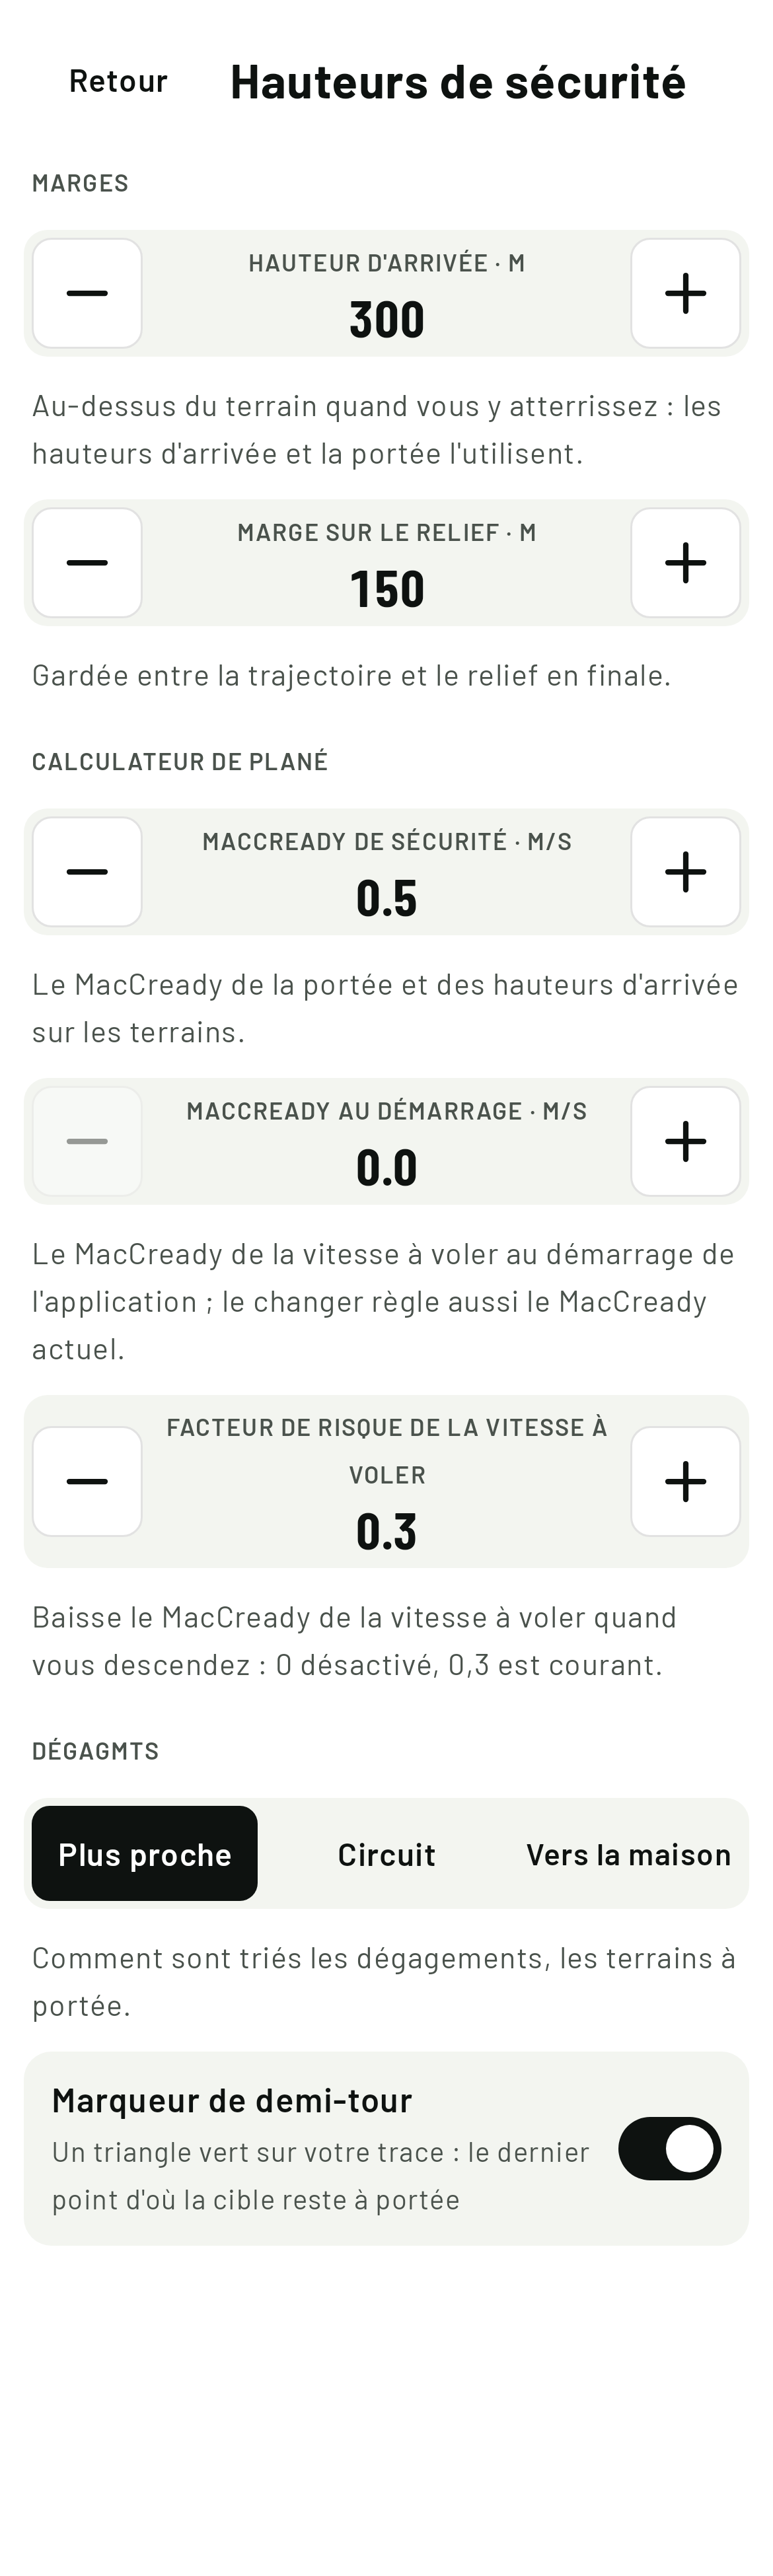 Retour
Hauteurs de sécurité
MARGES
HAUTEUR D'ARRIVÉE · M
300
Au-dessus du terrain quand vous y atterrissez : les
hauteurs d'arrivée et la portée l'utilisent.
MARGE SUR LE RELIEF · M
150
Gardée entre la trajectoire et le relief en finale.
CALCULATEUR DE PLANÉ
MACCREADY DE SÉCURITÉ · M/S
0.5
Le MacCready de la portée et des hauteurs d'arrivée
sur les terrains.
MACCREADY AU DÉMARRAGE · M/S
0.0
Le MacCready de la vitesse à voler au démarrage de
l'application ; le changer règle aussi le MacCready
actuel.
FACTEUR DE RISQUE DE LA VITESSE À
VOLER
0.3
Baisse le MacCready de la vitesse à voler quand
vous descendez : 0 désactivé, 0,3 est courant.
DÉGAGMTS
Plus proche
Circuit
Vers la maison
Comment sont triés les dégagements, les terrains à
portée.
Marqueur de demi-tour
Un triangle vert sur votre trace : le dernier
point d'où la cible reste à portée